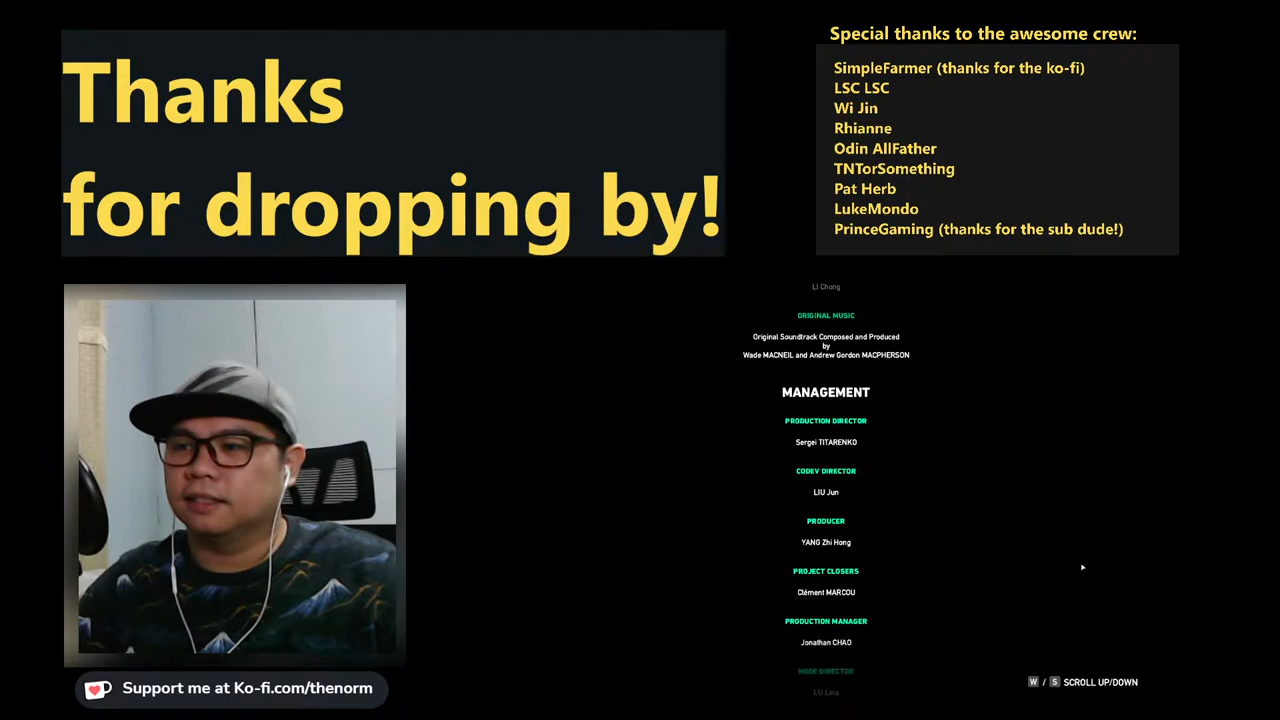 Thanks
for dropping by!
Special thanks to the awesome crew:
SimpleFarmer (thanks for the ko-fi)
LSC LSC
Wi Jin
Rhianne
Odin AllFather
TNTorSomething
Pat Herb
LukeMondo
PrinceGaming (thanks for the sub dude!)
LI Chong
ORIGINAL MUSIC
Original Soundtrack Composed and Produced
by
Wade MACNEIL and Andrew Gordon MACPHERSON
MANAGEMENT
PRODUCTION DIRECTOR
Sergei TITARENKO
CODEV DIRECTOR
LIU Jun
PRODUCER
YANG Zhi Hong
PROJECT CLOSERS
Clément MARCOU
PRODUCTION MANAGER
Jonathan CHAO
NODE DIRECTOR
LU Lina
W / S SCROLL UP/DOWN
Support me at Ko-fi.com/thenorm